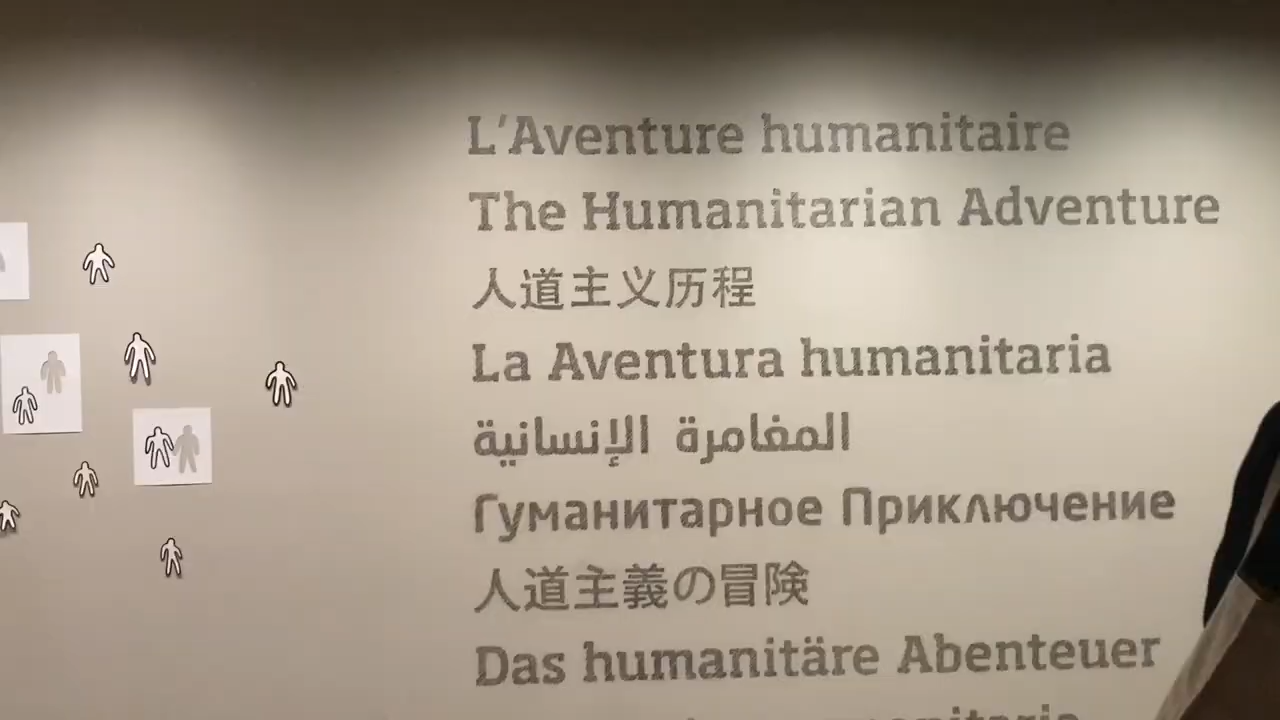 L'Aventure humanitaire
The Humanitarian Adventure
人道主义历程
La Aventura humanitaria
المغامرة الإنسانية
Гуманитарное Приключение
人道主義の冒険
Das humanitäre Abenteuer